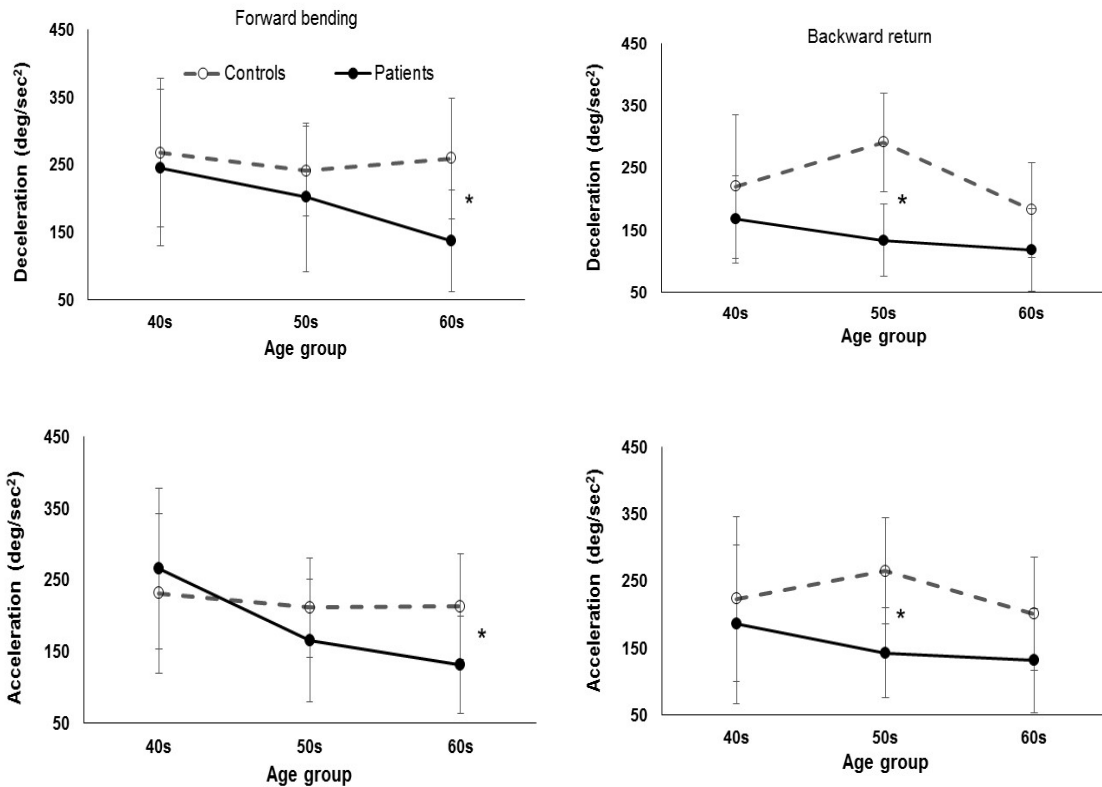 Forward bending
Deceleration (deg/sec²)
450
350
250
150
50
Controls
Patients
*
40s
50s
60s
Age group
Backward return
Deceleration (deg/sec²)
450
350
250
150
50
*
40s
50s
60s
Age group
Acceleration (deg/sec²)
450
350
250
150
50
*
40s
50s
60s
Age group
Acceleration (deg/sec²)
450
350
250
150
50
*
40s
50s
60s
Age group